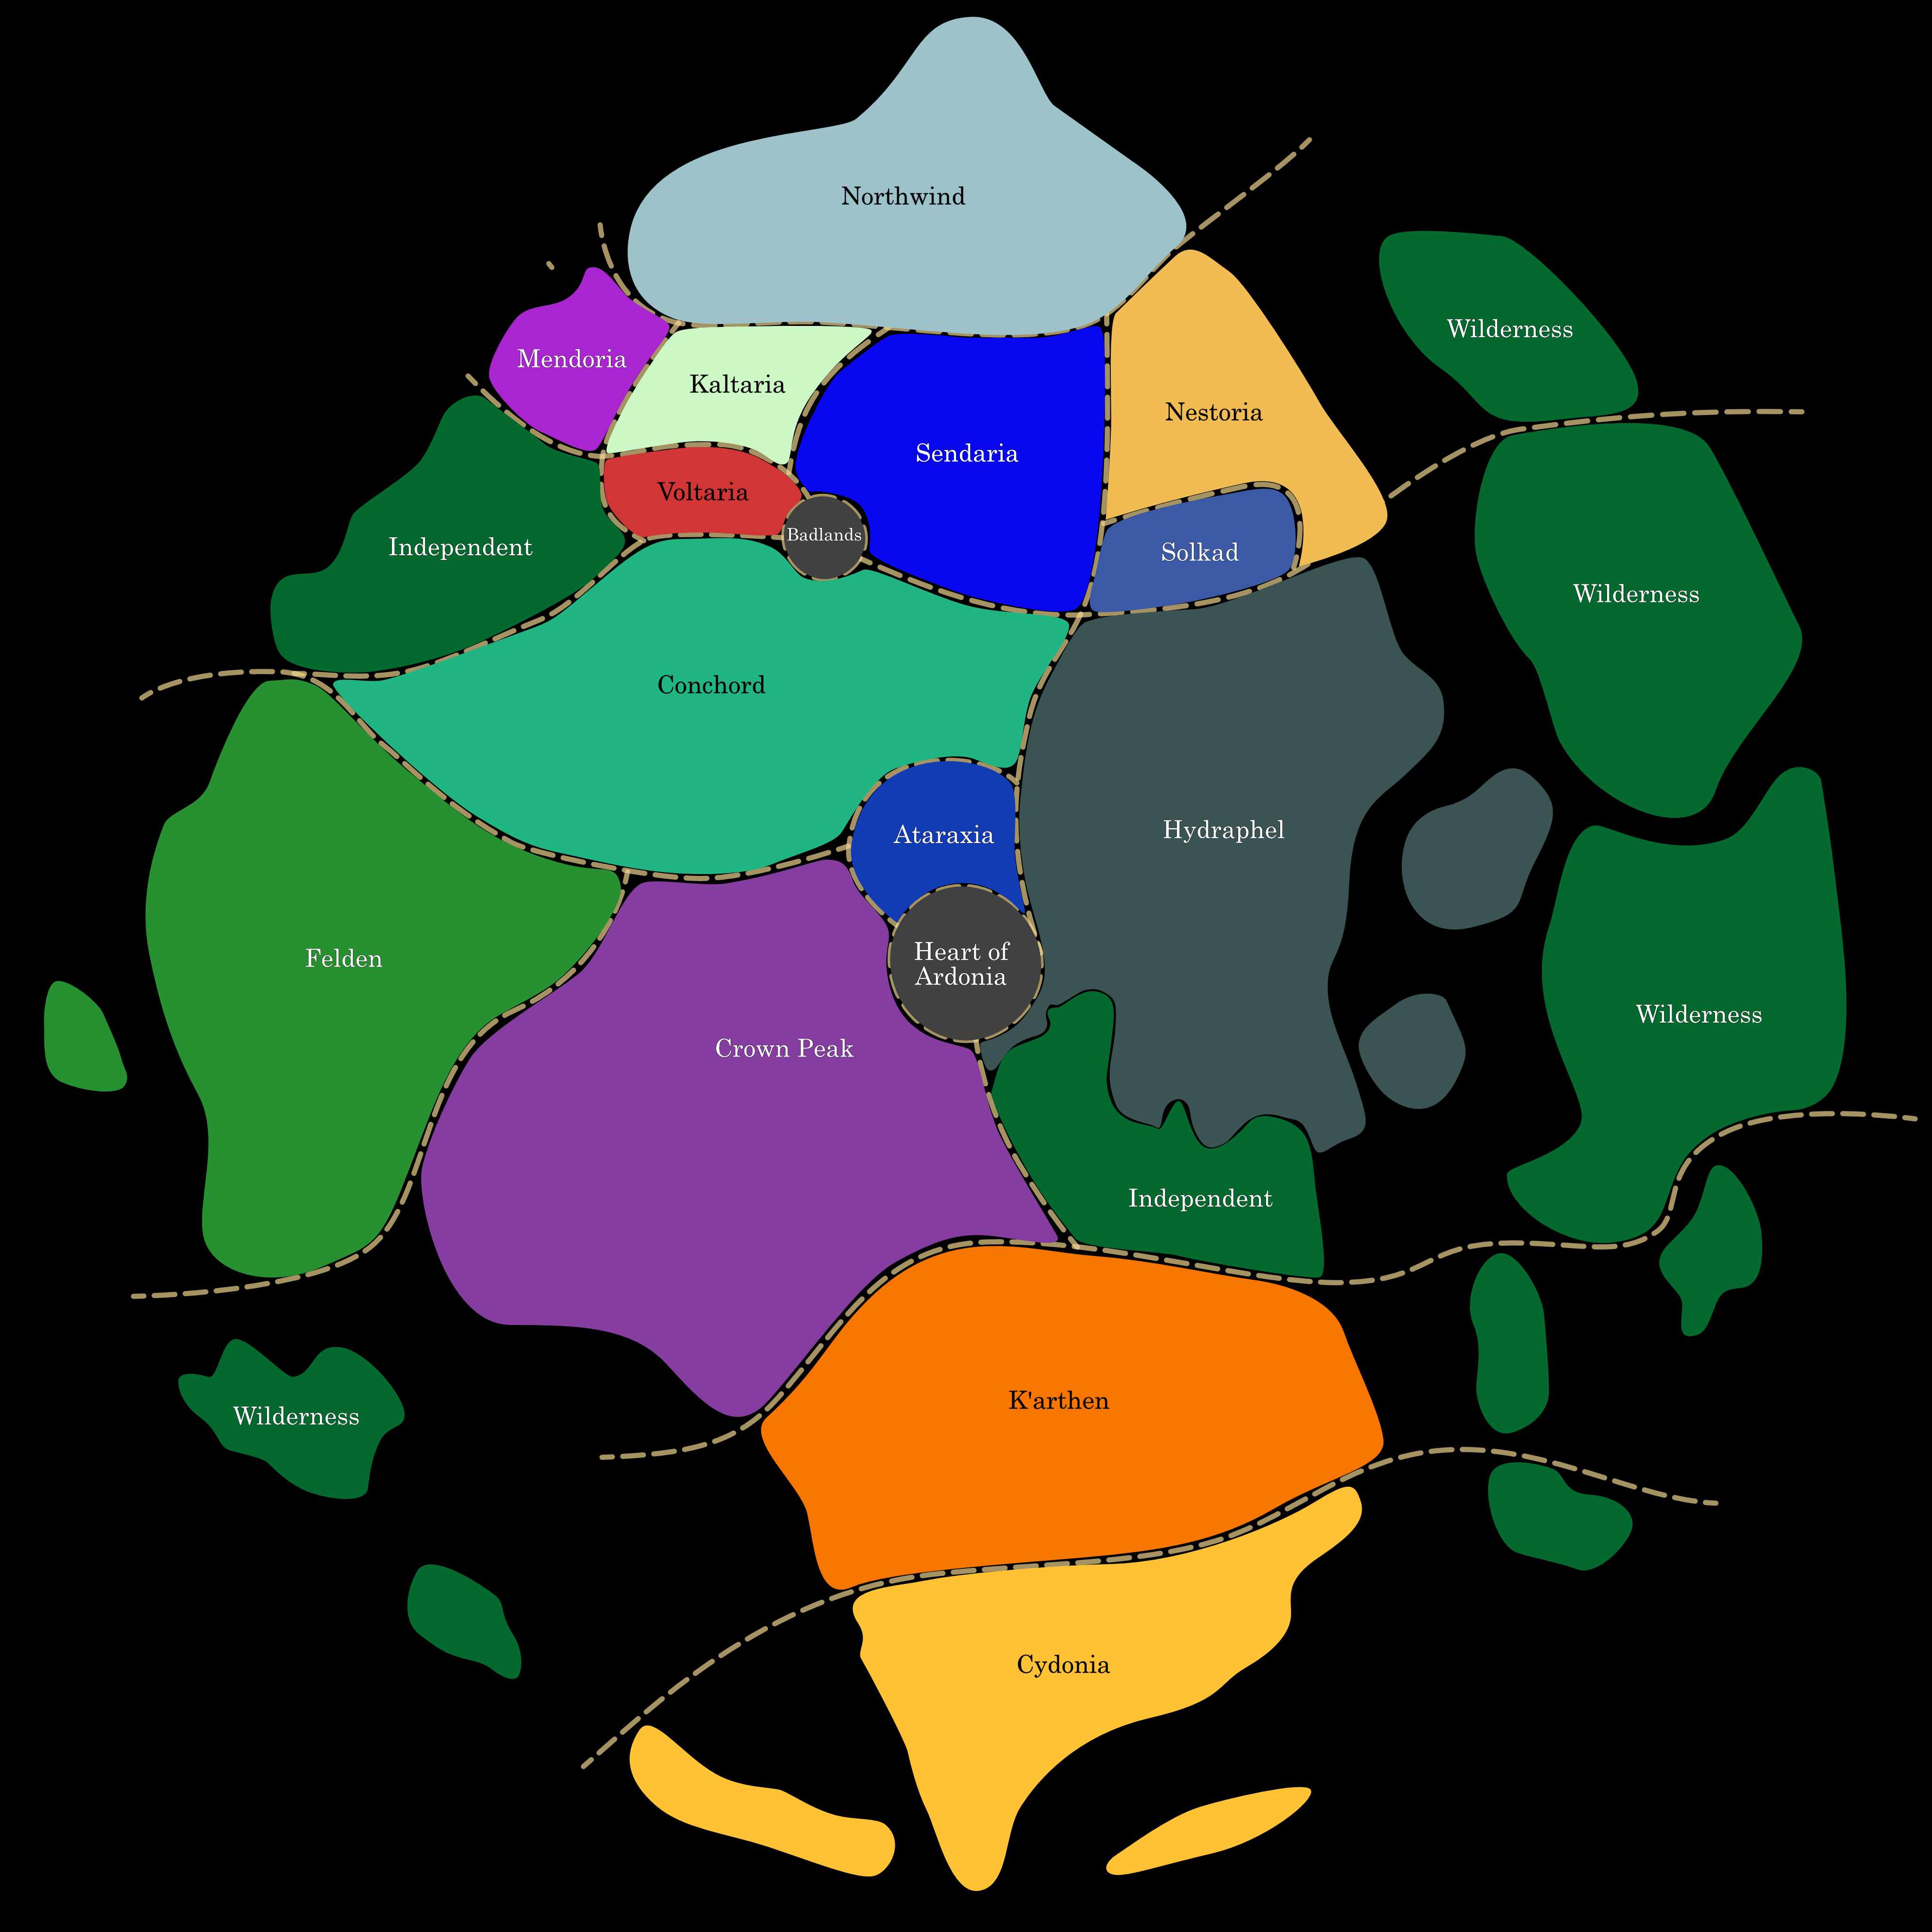 Northwind
Wilderness
Mendoria
Kaltaria
Nestoria
Sendaria
Voltaria
Badlands
Independent
Solkad
Wilderness
Conchord
Hydraphel
Ataraxia
Felden
Heart of
Ardonia
Wilderness
Crown Peak
Independent
K'arthen
Wilderness
Cydonia